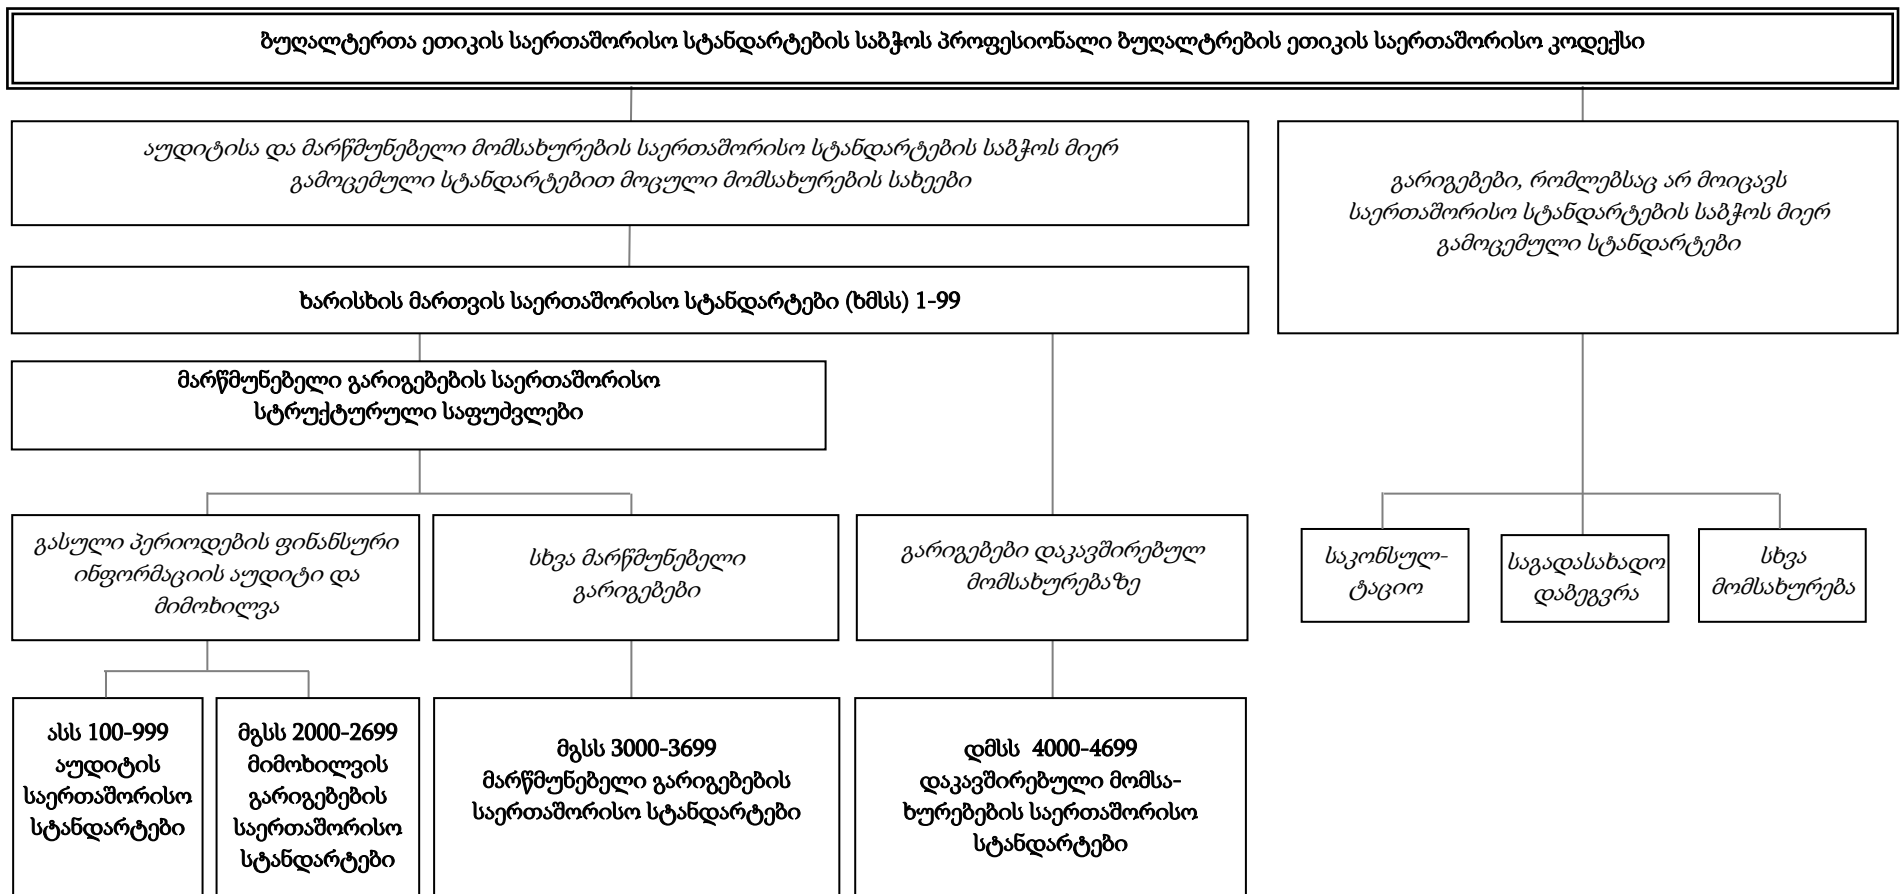 ბუღალტერთა ეთიკის საერთაშორისო სტანდარტების საბჭოს პროფესიონალი ბუღალტრების ეთიკის საერთაშორისო კოდექსი
აუდიტისა და მარწმუნებელი მომსახურების საერთაშორისო სტანდარტების საბჭოს მიერ
გამოცემული სტანდარტებით მოცული მომსახურების სახეები
გარიგებები, რომლებსაც არ მოიცავს
საერთაშორისო სტანდარტების საბჭოს მიერ
გამოცემული სტანდარტები
ხარისხის მართვის საერთაშორისო სტანდარტები (ხმსს) 1-99
მარწმუნებელი გარიგებების საერთაშორისო
სტრუქტურული საფუძვლები
გასული პერიოდების ფინანსური
ინფორმაციის აუდიტი და
მიმოხილვა
სხვა მარწმუნებელი
გარიგებები
გარიგებები დაკავშირებულ
მომსახურებაზე
საკონსულ-
ტაციო
საგადასახადო
დაბეგვრა
სხვა
მომსახურება
ასს 100-999
აუდიტის
საერთაშორისო
სტანდარტები
მგსს 2000-2699
მიმოხილვის
გარიგებების
საერთაშორისო
სტანდარტები
მგსს 3000-3699
მარწმუნებელი გარიგებების
საერთაშორისო სტანდარტები
დმსს 4000-4699
დაკავშირებული მომსა-
ხურებების საერთაშორისო
სტანდარტები